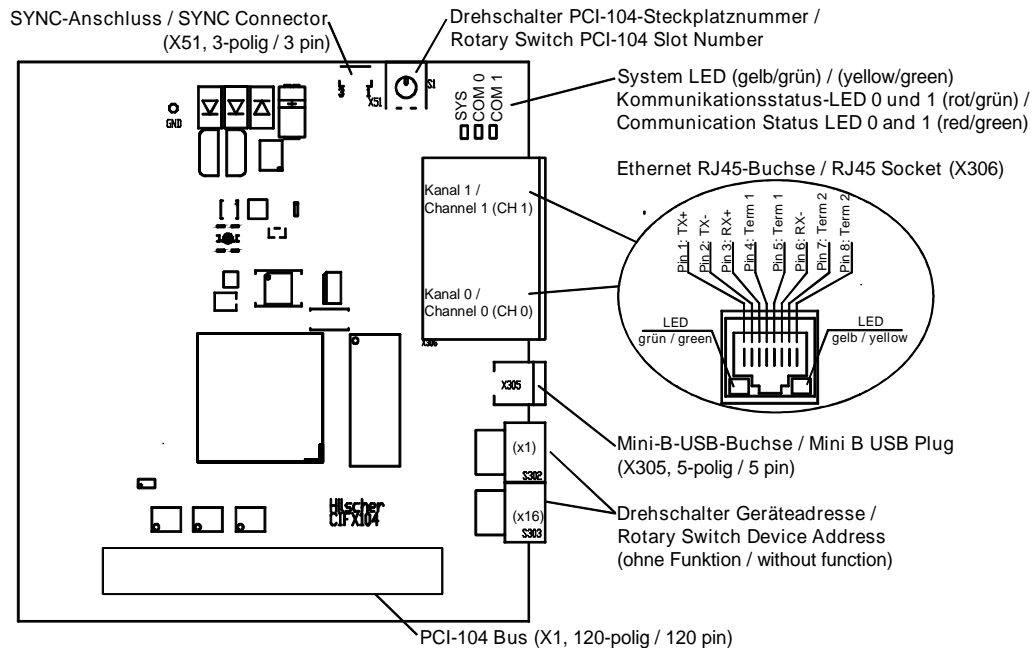 SYNC-Anschluss / SYNC Connector
(X51, 3-polig / 3 pin)
Drehschalter PCI-104-Steckplatznummer /
Rotary Switch PCI-104 Slot Number
System LED (gelb/grün) / (yellow/green)
Kommunikationsstatus-LED 0 und 1 (rot/grün) /
Communication Status LED 0 and 1 (red/green)
X51
S1
SYS
COM 0
COM 1
GND
Ethernet RJ45-Buchse / RJ45 Socket (X306)
Kanal 1 /
Channel 1 (CH 1)
Kanal 0 /
Channel 0 (CH 0)
X306
Pin 1: TX+
Pin 2: TX-
Pin 3: RX+
Pin 4: Term 1
Pin 5: Term 1
Pin 6: RX-
Pin 7: Term 2
Pin 8: Term 2
LED
grün / green
LED
gelb / yellow
X305
Mini-B-USB-Buchse / Mini B USB Plug
(X305, 5-polig / 5 pin)
(x1)
S302
(x16)
S303
Drehschalter Geräteadresse /
Rotary Switch Device Address
(ohne Funktion / without function)
Hilscher
CIFX104
PCI-104 Bus (X1, 120-polig / 120 pin)